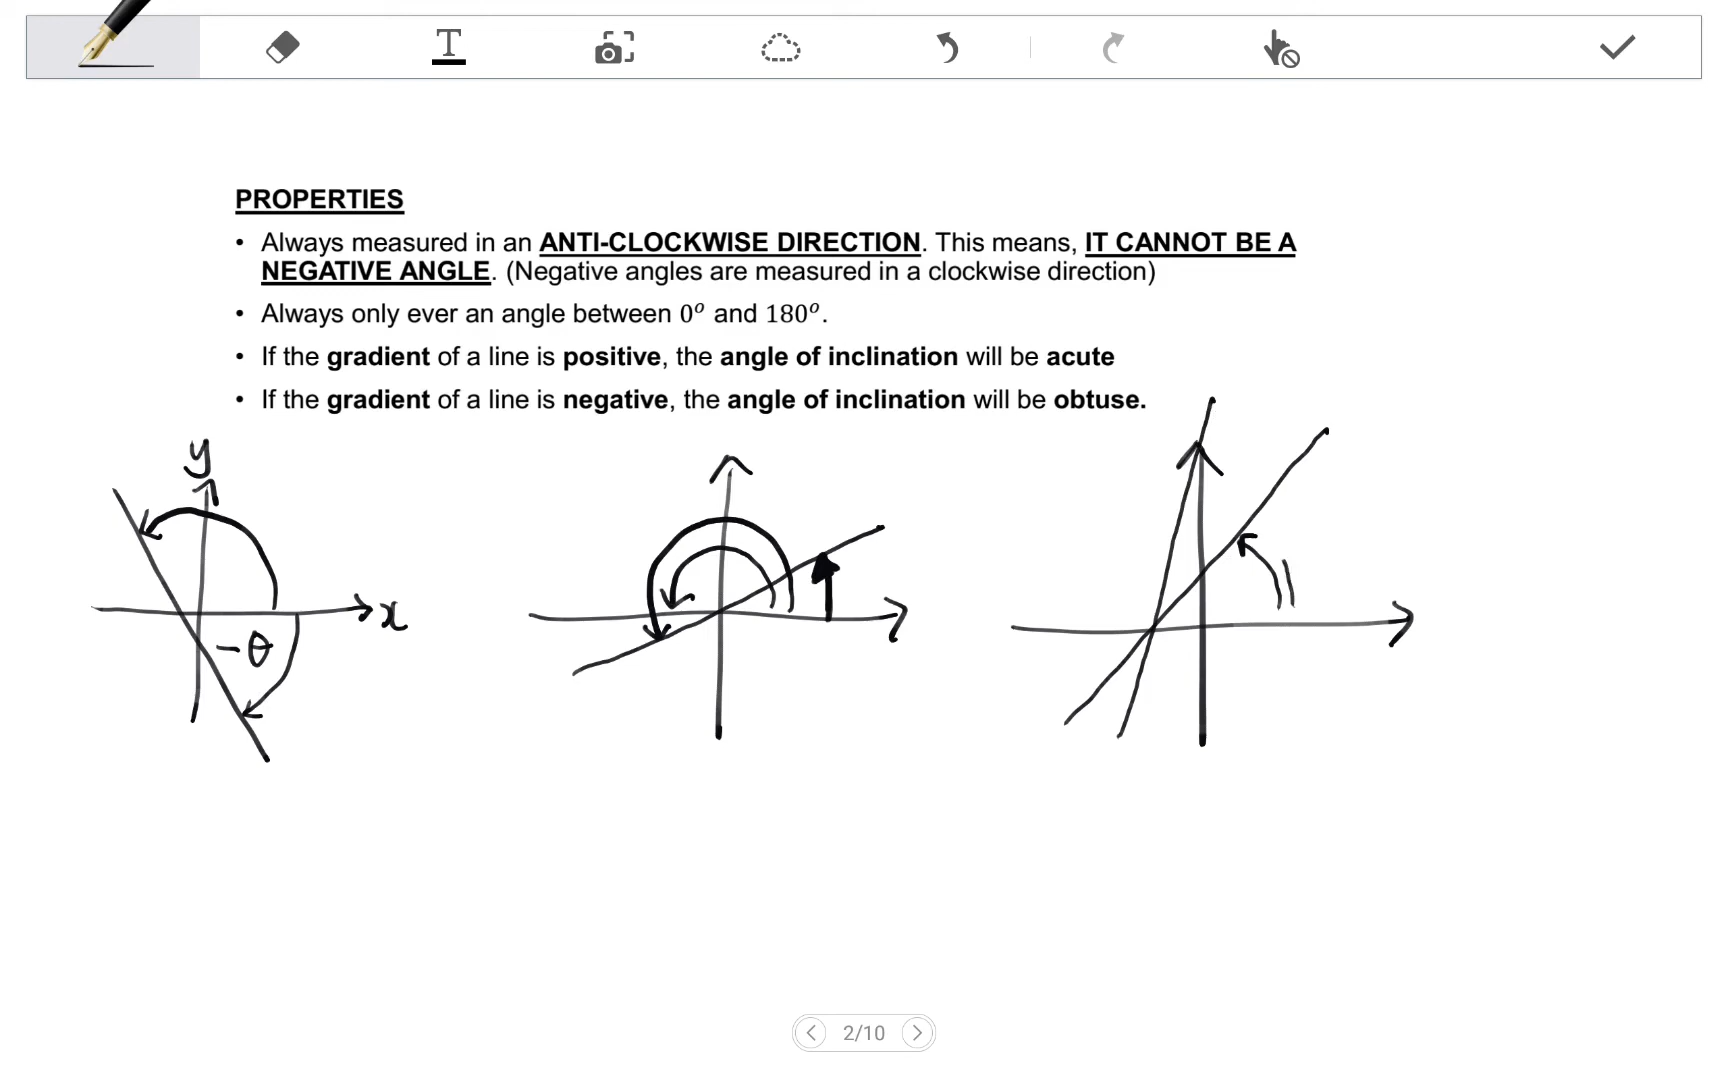 T
PROPERTIES
• Always measured in an ANTI-CLOCKWISE DIRECTION. This means, IT CANNOT BE A
NEGATIVE ANGLE. (Negative angles are measured in a clockwise direction)
• Always only ever an angle between 0° and 180°.
• If the gradient of a line is positive, the angle of inclination will be acute
• If the gradient of a line is negative, the angle of inclination will be obtuse.
y
x
-θ
2/10